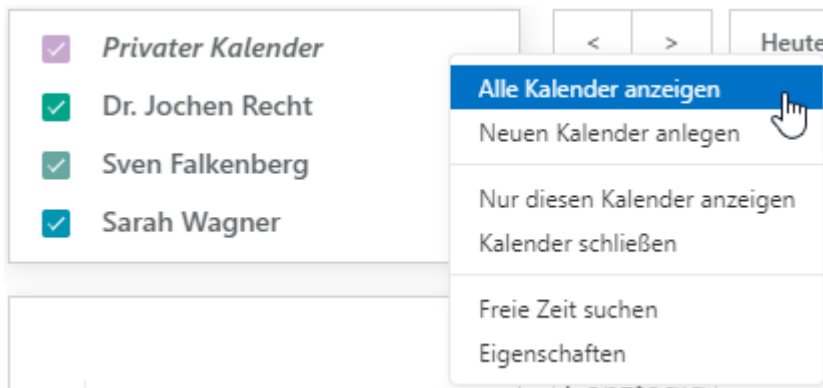 Privater Kalender
Dr. Jochen Recht
Sven Falkenberg
Sarah Wagner
< > Heute
Alle Kalender anzeigen
Neuen Kalender anlegen
Nur diesen Kalender anzeigen
Kalender schließen
Freie Zeit suchen
Eigenschaften